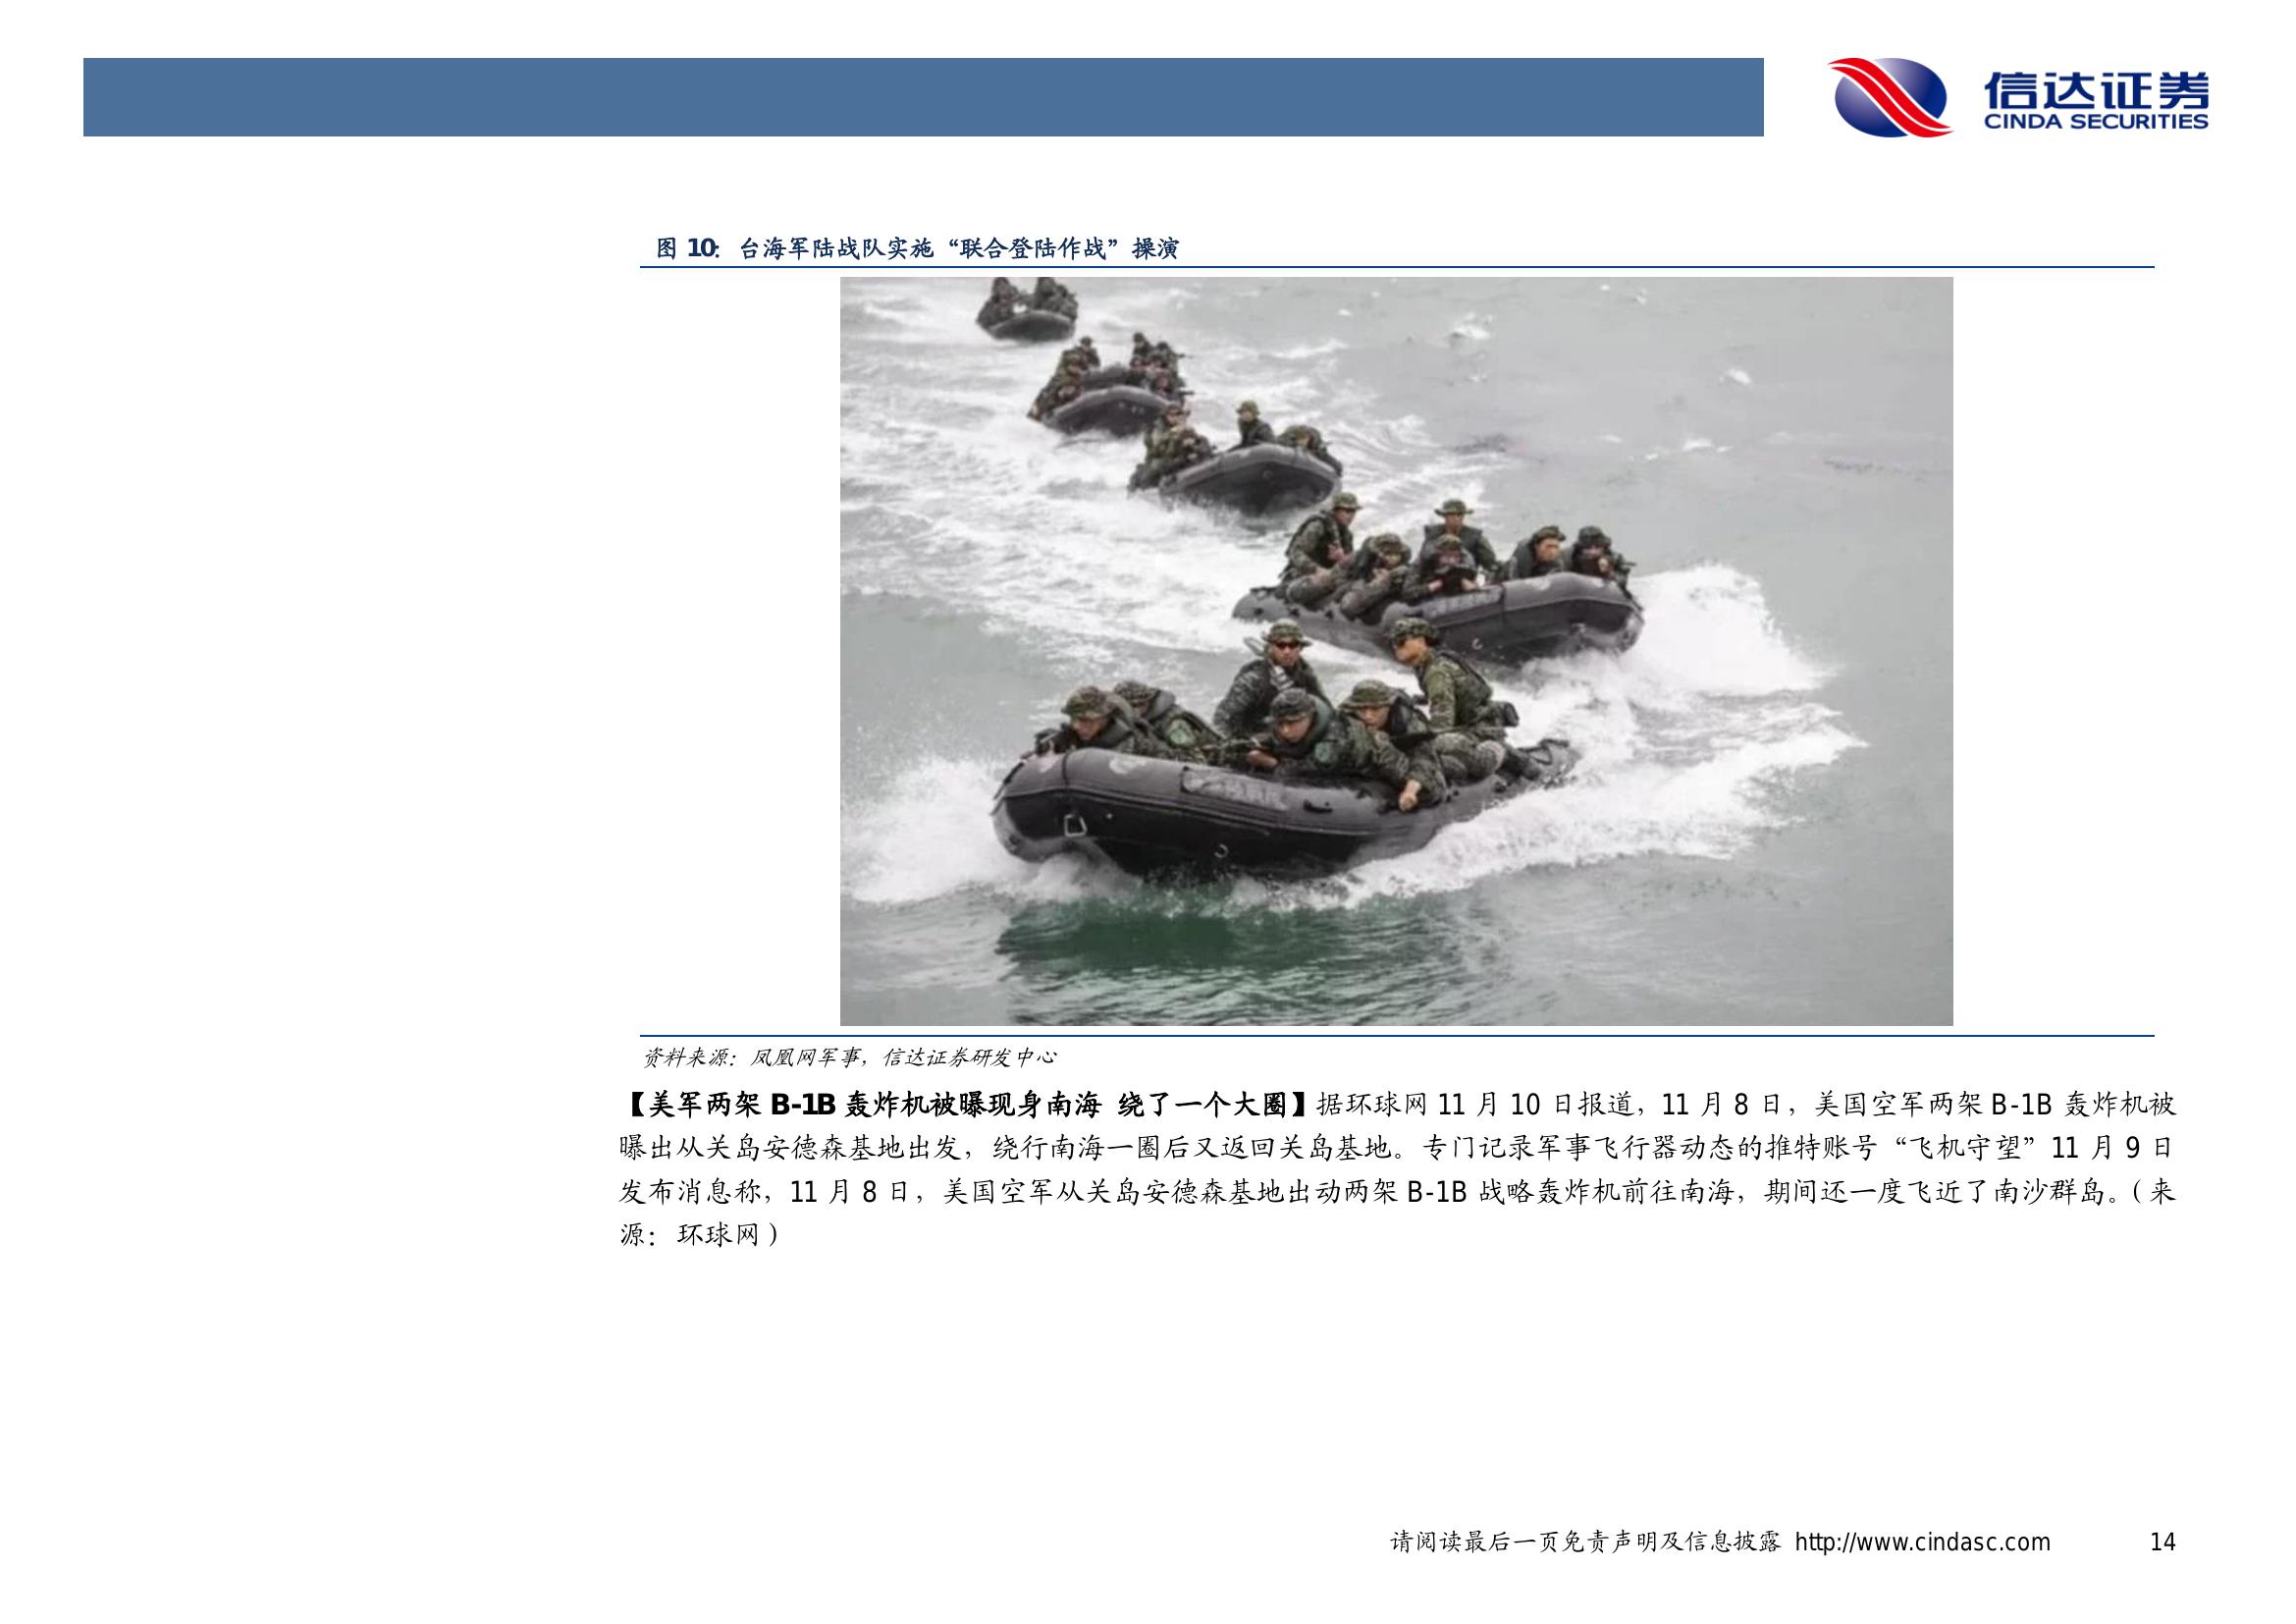 信达证券
CINDA SECURITIES
图 10: 台海军陆战队实施“联合登陆作战”操演
资料来源：凤凰网军事，信达证券研发中心
【美军两架 B-1B 轰炸机被曝现身南海 绕了一个大圈】据环球网 11 月 10 日报道，11 月 8 日，美国空军两架 B-1B 轰炸机被
曝出从关岛安德森基地出发，绕行南海一圈后又返回关岛基地。专门记录军事飞行器动态的推特账号“飞机守望”11 月 9 日
发布消息称，11 月 8 日，美国空军从关岛安德森基地出动两架 B-1B 战略轰炸机前往南海，期间还一度飞近了南沙群岛。（来
源：环球网）
请阅读最后一页免责声明及信息披露 http://www.cindasc.com 14